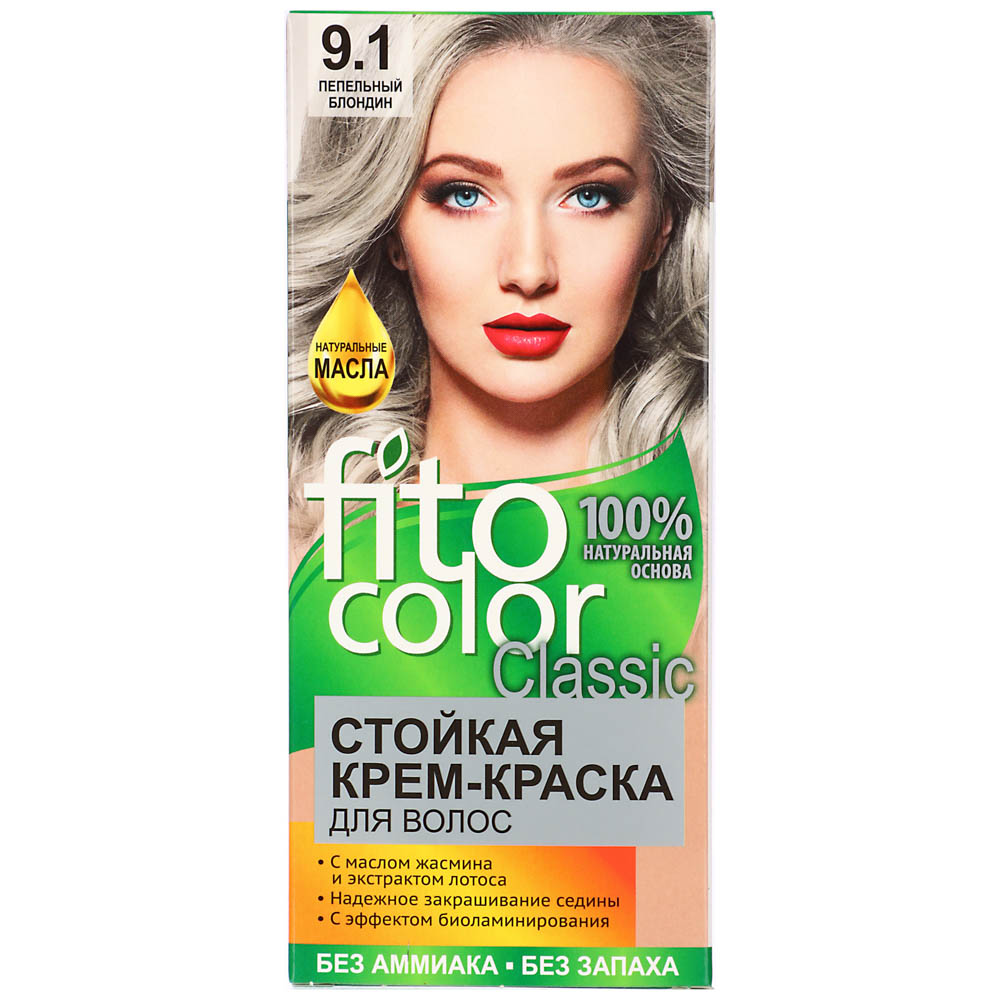 9.1
ПЕПЕЛЬНЫЙ
БЛОНДИН
НАТУРАЛЬНЫЕ
МАСЛА
fito
color
Classic
100%
НАТУРАЛЬНАЯ
ОСНОВА
СТОЙКАЯ
КРЕМ-КРАСКА
ДЛЯ ВОЛОС
• С маслом жасмина
и экстрактом лотоса
• Надежное закрашивание седины
• С эффектом биоламинирования
БЕЗ АММИАКА • БЕЗ ЗАПАХА